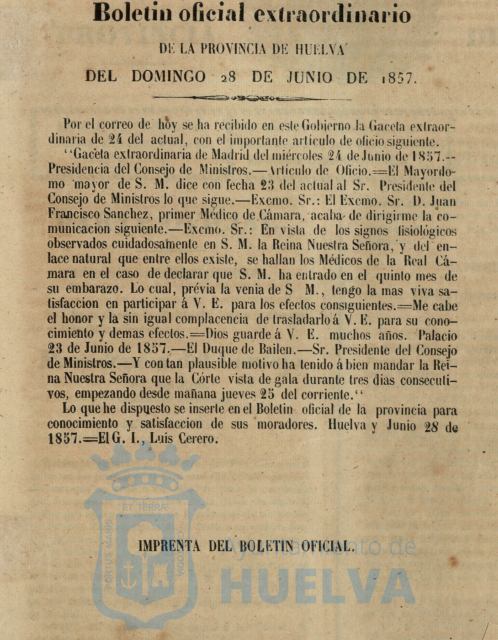 Boletin oficial extraordinario
DE LA PROVINCIA DE HUELVA
DEL DOMINGO 28 DE JUNIO DE 1857.
Por el correo de hoy se ha recibido en este Gobierno la Gaceta extraor-
dinaria de 24 del actual, con el importante artículo de oficio siguiente.
"Gaceta extraordinaria de Madrid del miércoles 24 de Junio de 1857.--
Presidencia del Consejo de Ministros.—Artículo de Oficio.=El Mayordo-
mo mayor de S. M. dice con fecha 23 del actual al Sr. Presidente del
Consejo de Ministros lo que sigue.—Excmo. Sr.: El Exemo. Sr. D. Juan
Francisco Sanchez, primer Médico de Cámara, acaba de dirigirme la co-
municacion siguiente.—Excmo. Sr.: En vista de los signos fisiológicos
observados cuidadosamente en S. M. la Reina Nuestra Señora, y del en-
lace natural que entre ellos existe, se hallan los Médicos de la Real Cá-
mara en el caso de declarar que S. M. ha entrado en el quinto mes de
su embarazo. Lo cual, prévia la venia de S M., tengo la mas viva sa-
tisfaccion en participar á V. E. para los efectos consiguientes.=Me cabe
el honor y la sin igual complacencia de trasladarlo á V. E. para su cono-
cimiento y demas efectos.=Dios guarde á V. E. muchos años. Palacio
23 de Junio de 1857.—El Duque de Bailen.—Sr. Presidente del Consejo
de Ministros.—Y con tan plausible motivo ha tenido á bien mandar la Rei-
na Nuestra Señora que la Córte vista de gala durante tres dias consecuti-
vos, empezando desde mañana jueves 25 del corriente."
Lo que he dispuesto se inserte en el Boletin oficial de la provincia para
conocimiento y satisfaccion de sus moradores. Huelva y Junio 28 de
1857.=El G. I., Luis Cerero.
IMPRENTA DEL BOLETIN OFICIAL.
HUELVA